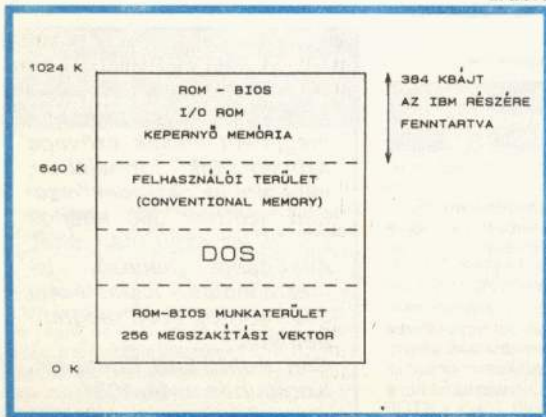 1024 K
ROM - BIOS
I/O ROM
KEPERNYŐ MEMÓRIA
384 KBÁJT
AZ IBM RÉSZÉRE
FENNTARTVA
640 K
FELHASZNÁLÓI TERÜLET
(CONVENTIONAL MEMORY)
DOS
ROM-BIOS MUNKATERÜLET
256 MEGSZAKÍTÁSI VEKTOR
0 K